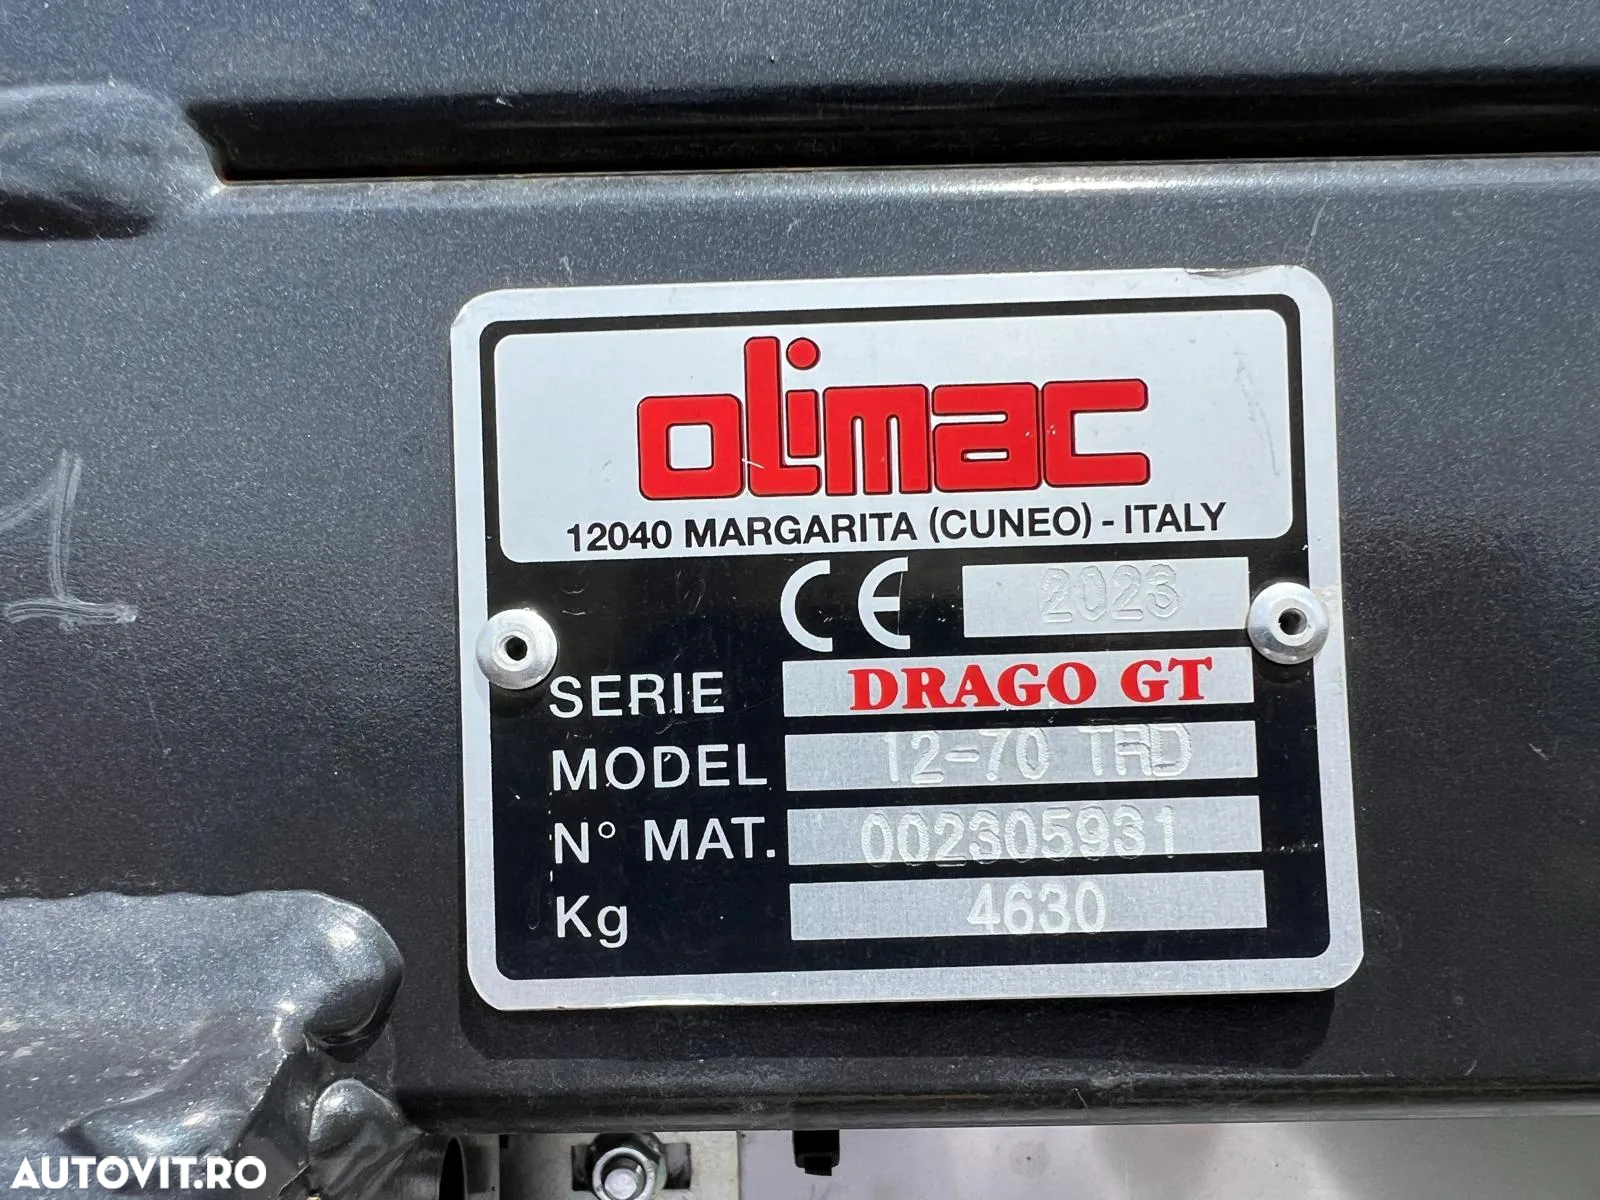 1
olimac
12040 MARGARITA (CUNEO) - ITALY
CE 2023
SERIE DRAGO GT
MODEL 12-70 TRD
N° MAT. 002305931
Kg 4630
AUTOVIT.RO